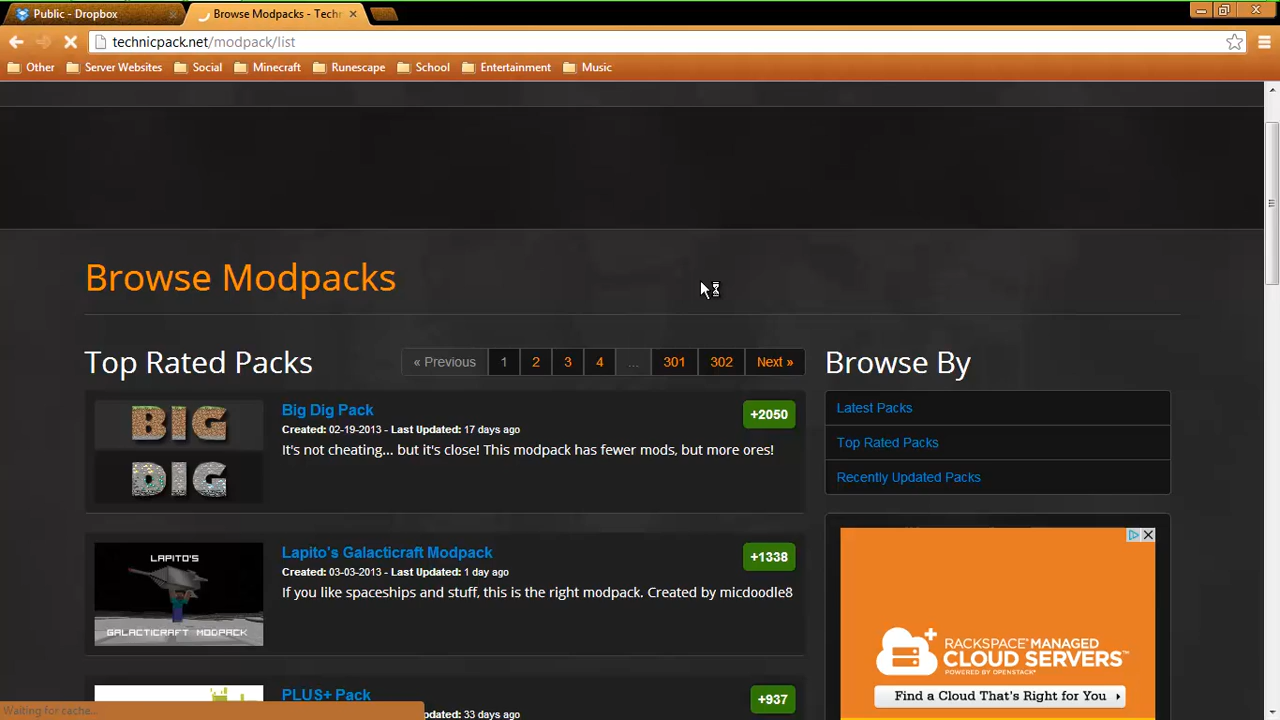 Public - Dropbox
Browse Modpacks - Techn
technicpack.net/modpack/list
Other
Server Websites
Social
Minecraft
Runescape
School
Entertainment
Music
Browse Modpacks
Top Rated Packs
« Previous 1 2 3 4 ... 301 302 Next »
BIG
DIG
Big Dig Pack
+2050
Created: 02-19-2013 - Last Updated: 17 days ago
It's not cheating... but it's close! This modpack has fewer mods, but more ores!
LAPITO'S
GALACTICRAFT MODPACK
Lapito's Galacticraft Modpack
+1338
Created: 03-03-2013 - Last Updated: 1 day ago
If you like spaceships and stuff, this is the right modpack. Created by micdoodle8
PLUS+ Pack
+937
pdated: 33 days ago
Browse By
Latest Packs
Top Rated Packs
Recently Updated Packs
RACKSPACE® MANAGED
CLOUD SERVERS™
POWERED BY OPENSTACK®
Find a Cloud That's Right for You
Waiting for cache...